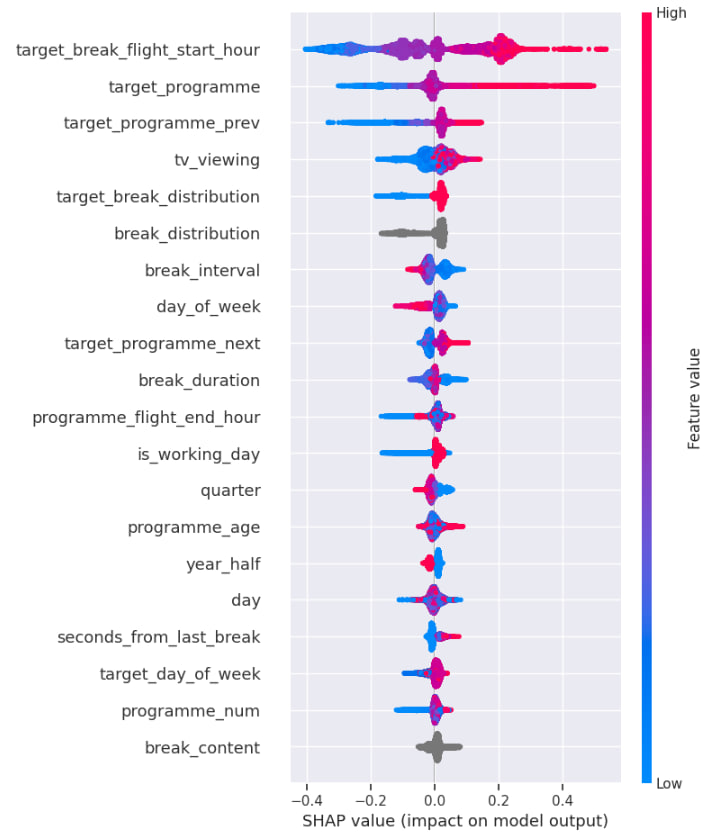 High
target_break_flight_start_hour
target_programme
target_programme_prev
tv_viewing
target_break_distribution
break_distribution
break_interval
day_of_week
target_programme_next
break_duration
programme_flight_end_hour
is_working_day
quarter
programme_age
year_half
day
seconds_from_last_break
target_day_of_week
programme_num
break_content
Feature value
Low
−0.4 −0.2 0.0 0.2 0.4
SHAP value (impact on model output)